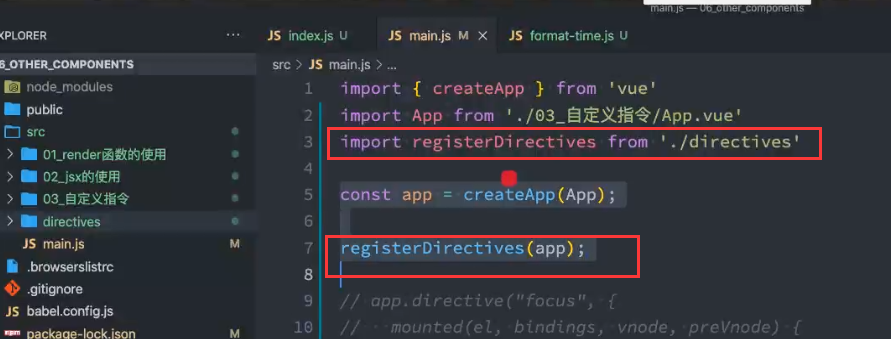 main.js — 06_other_components
EXPLORER ...
JS index.js U JS main.js M × JS format-time.js U
6_OTHER_COMPONENTS
src > JS main.js > ...
node_modules
public
src
> 01_render函数的使用
> 02_jsx的使用
> 03_自定义指令
> directives
JS main.js M
.browserslistrc
.gitignore
babel.config.js
package-lock.json M
1 import { createApp } from 'vue'
2 import App from './03_自定义指令/App.vue'
3 import registerDirectives from './directives'
4
5 const app = createApp(App);
6
7 registerDirectives(app);
8
9 // app.directive("focus", {
10 //   mounted(el, bindings, vnode, preVnode) {